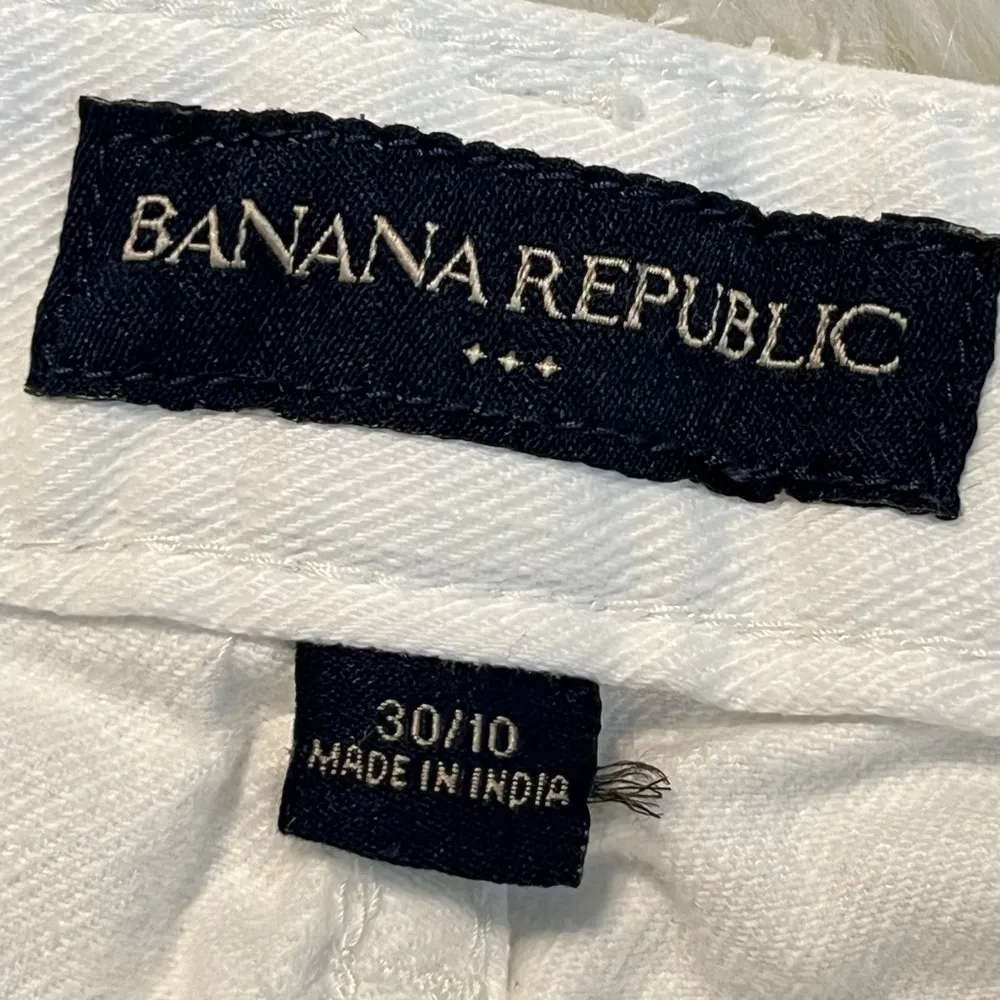 BANANA REPUBLIC
30/10
MADE IN INDIA